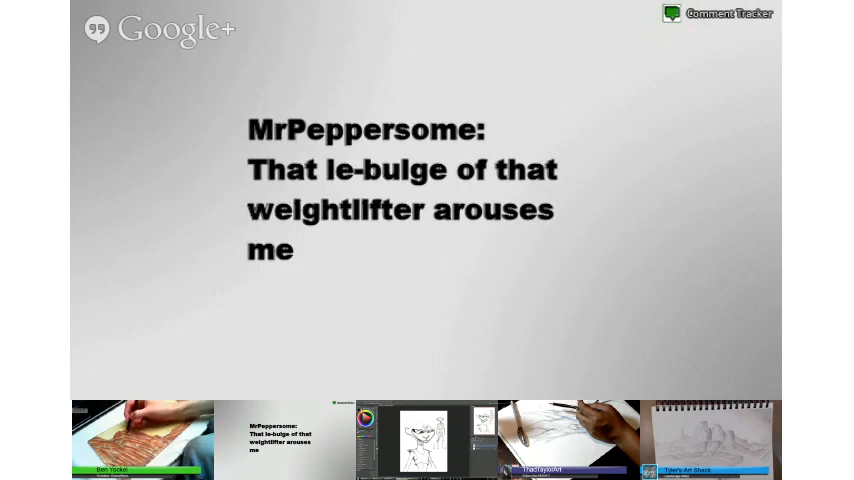 Google+
Comment Tracker
MrPeppersome:
That le-bulge of that
weightlifter arouses
me
MrPeppersome:
That le-bulge of that
weightlifter arouses
me
Ben Yockel
ThadTaylorArt
Tyler's Art Shack